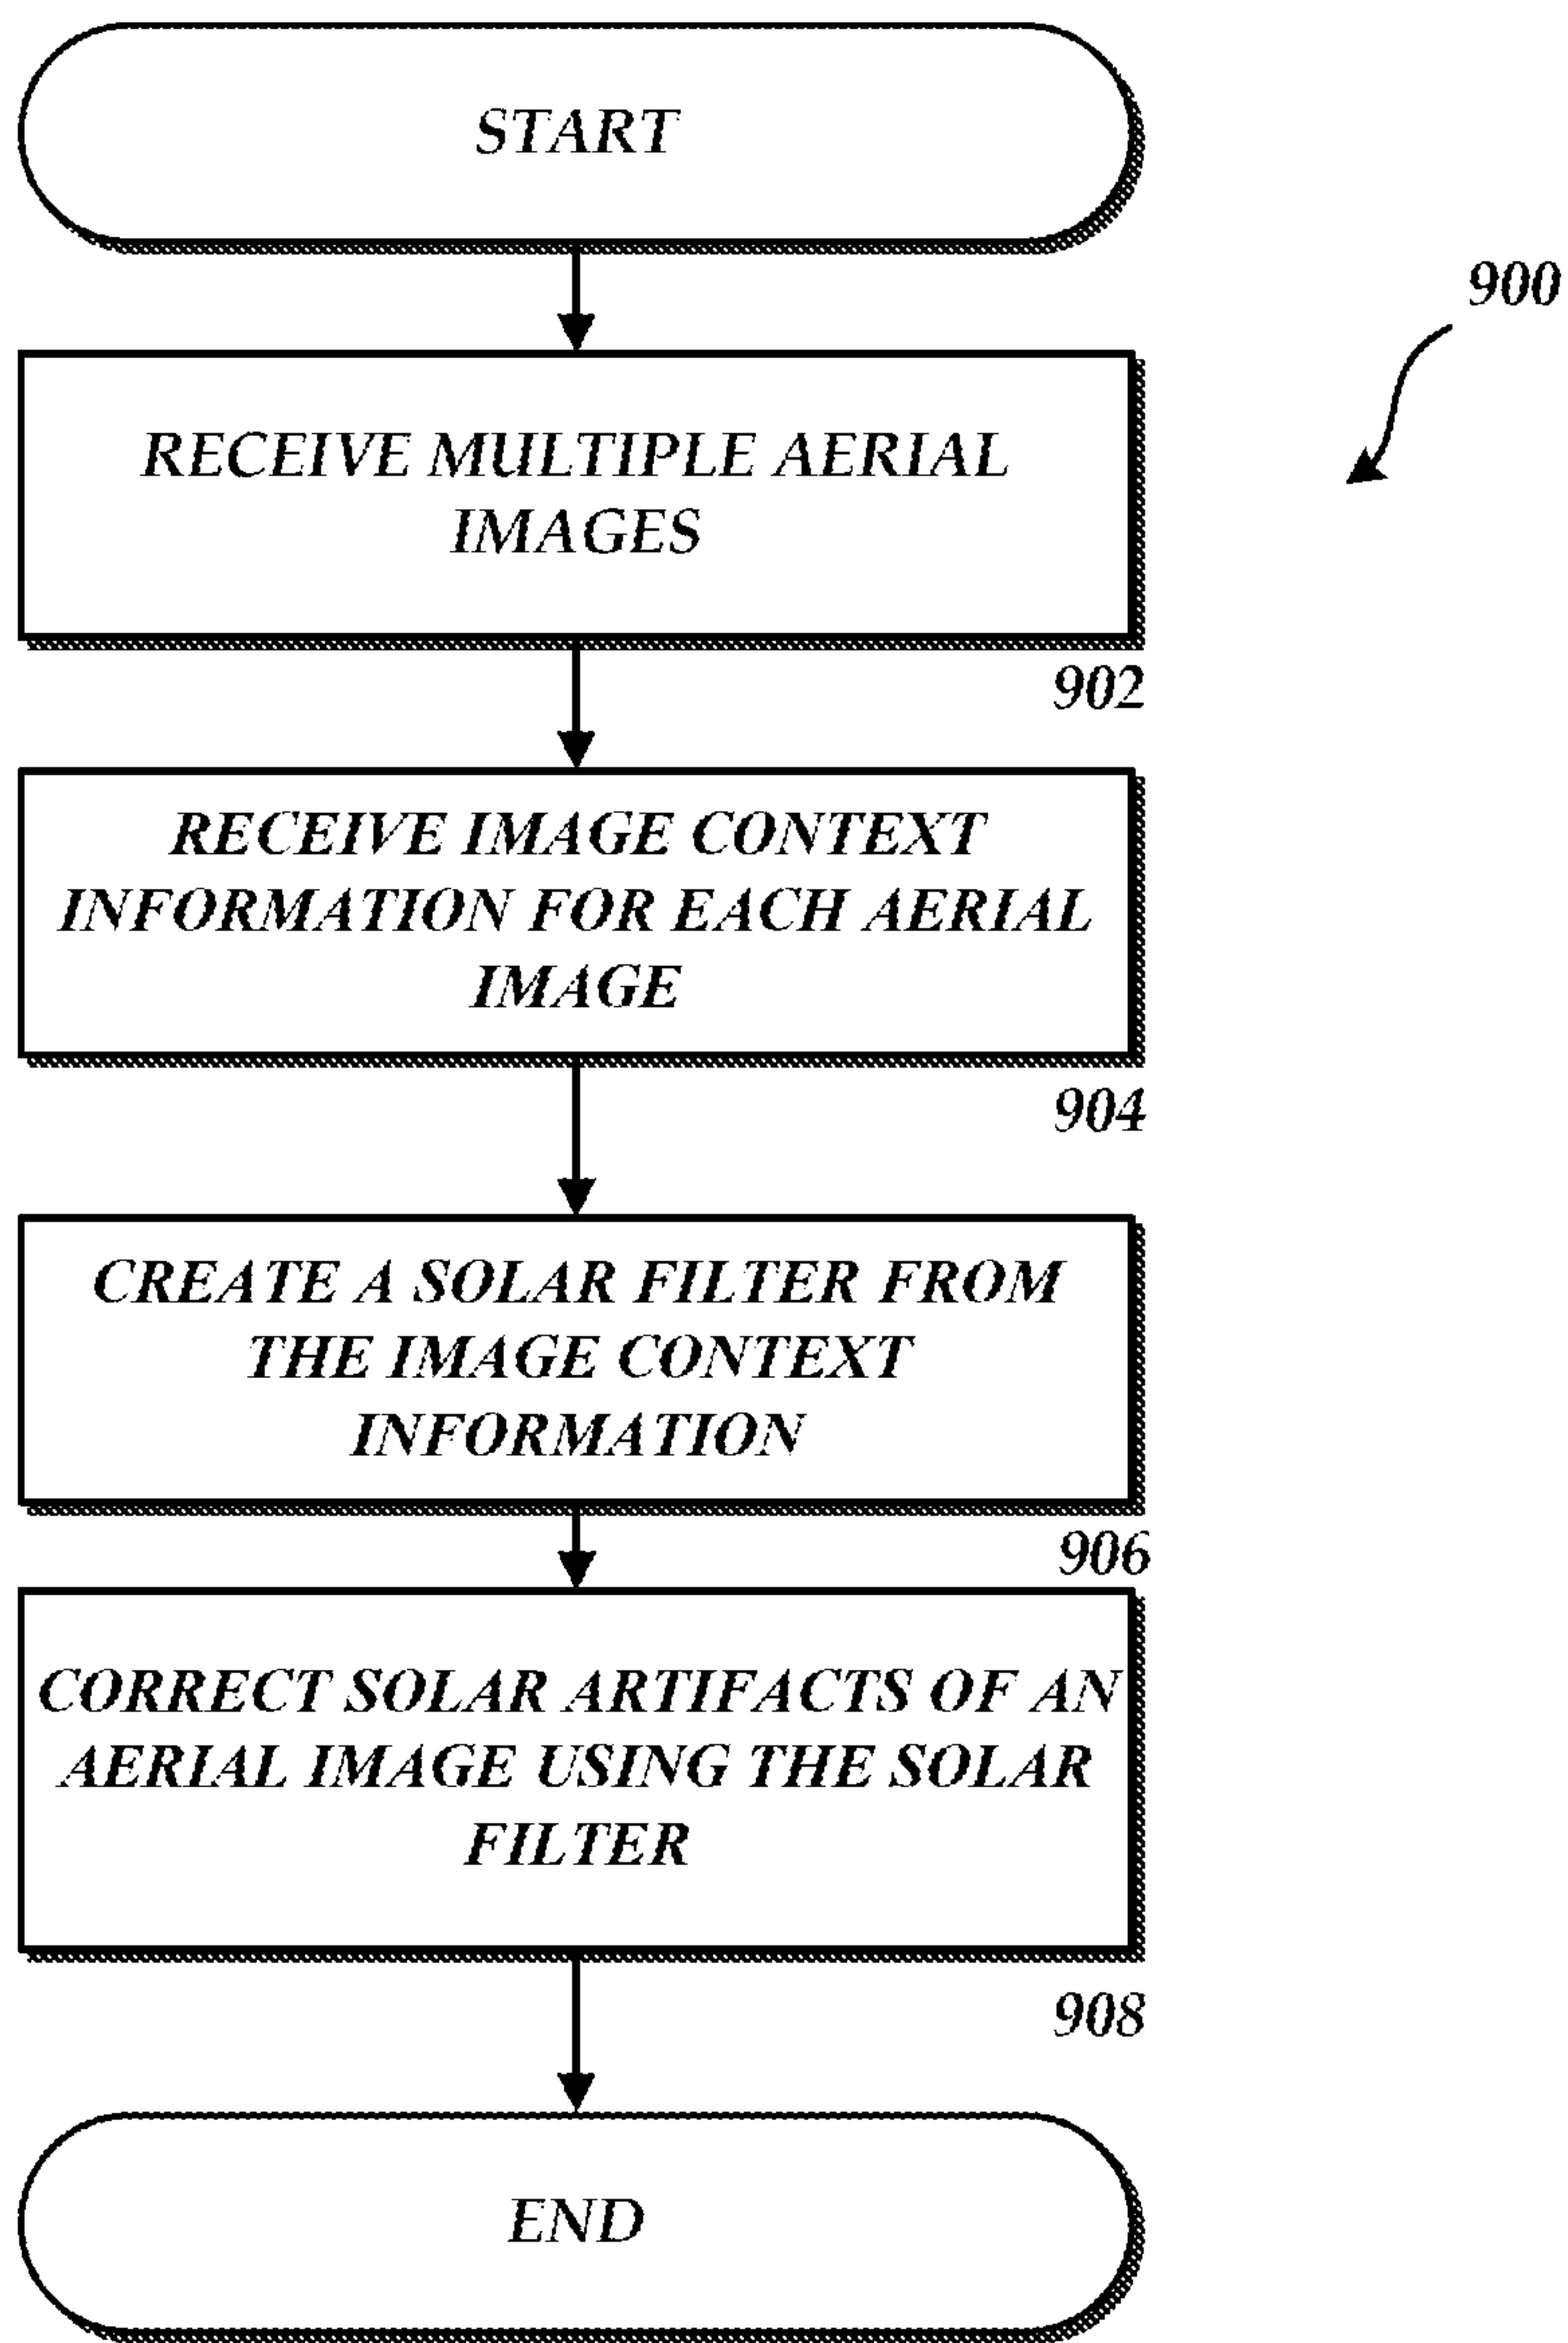 START
900
RECEIVE MULTIPLE AERIAL
IMAGES
902
RECEIVE IMAGE CONTEXT
INFORMATION FOR EACH AERIAL
IMAGE
904
CREATE A SOLAR FILTER FROM
THE IMAGE CONTEXT
INFORMATION
906
CORRECT SOLAR ARTIFACTS OF AN
AERIAL IMAGE USING THE SOLAR
FILTER
908
END